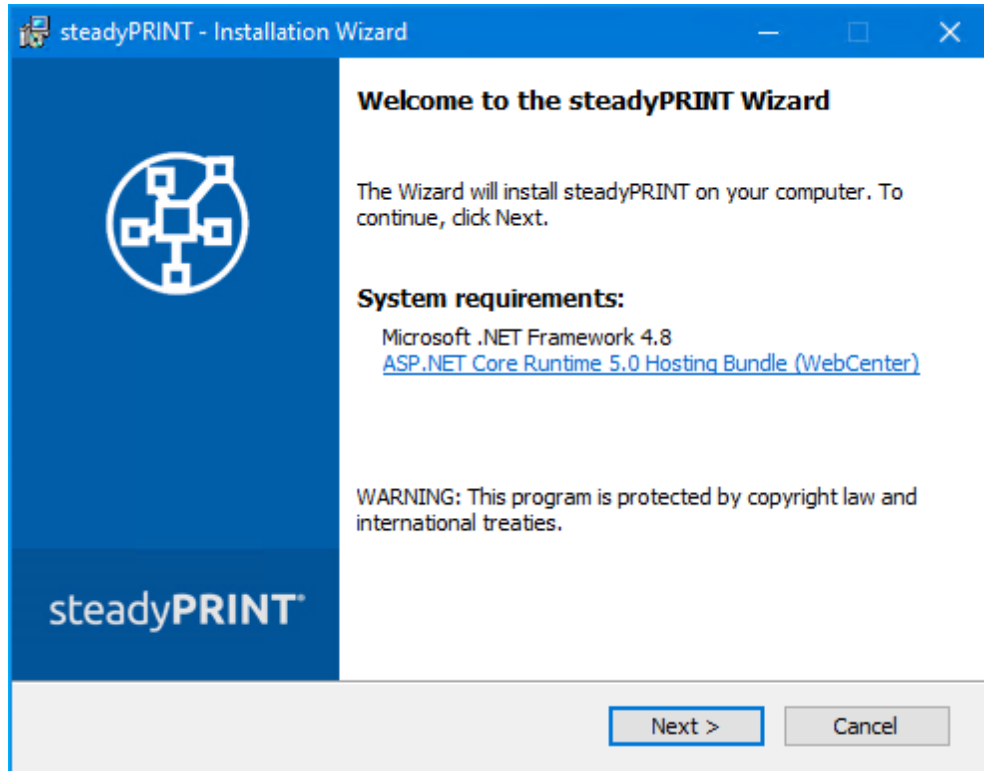 steadyPRINT - Installation Wizard
Welcome to the steadyPRINT Wizard
The Wizard will install steadyPRINT on your computer. To
continue, click Next.
System requirements:
Microsoft .NET Framework 4.8
ASP.NET Core Runtime 5.0 Hosting Bundle (WebCenter)
WARNING: This program is protected by copyright law and
international treaties.
steadyPRINT®
Next >
Cancel